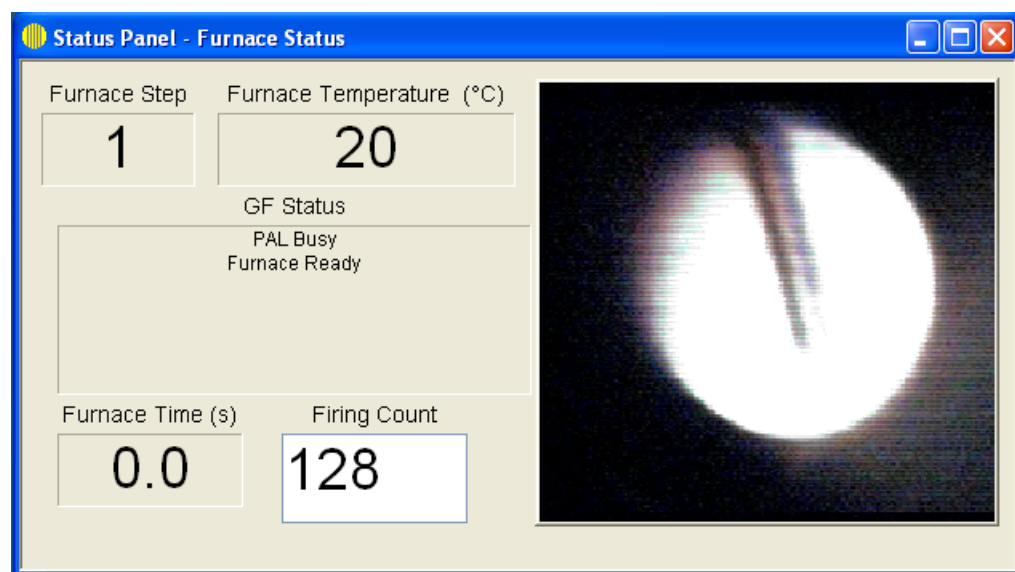 Status Panel - Furnace Status
Furnace Step
Furnace Temperature (°C)
1
20
GF Status
PAL Busy
Furnace Ready
Furnace Time (s)
Firing Count
0.0
128